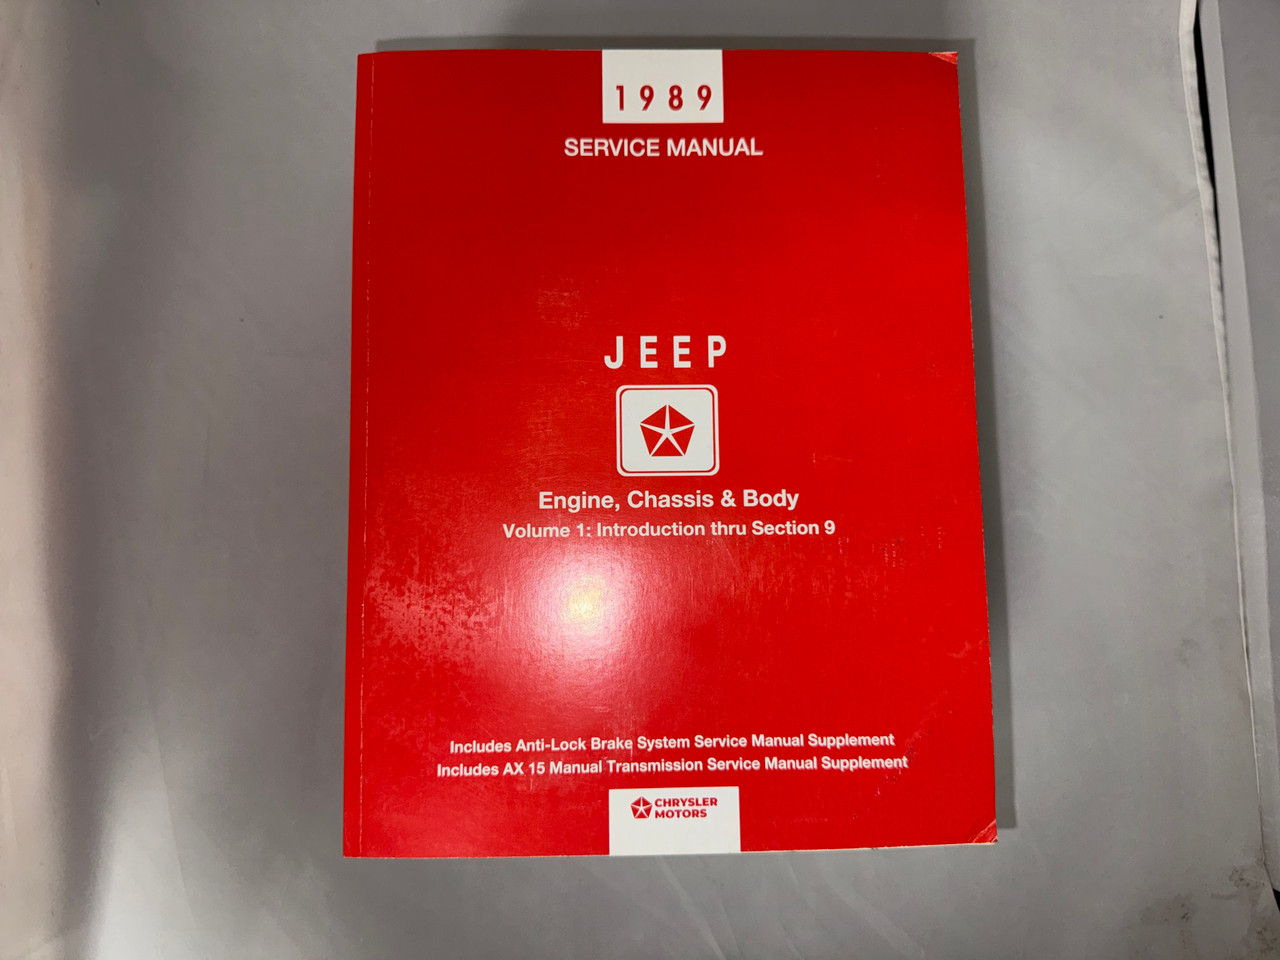 1989
SERVICE MANUAL
JEEP
Engine, Chassis & Body
Volume 1: Introduction thru Section 9
Includes Anti-Lock Brake System Service Manual Supplement
Includes AX 15 Manual Transmission Service Manual Supplement
CHRYSLER
MOTORS